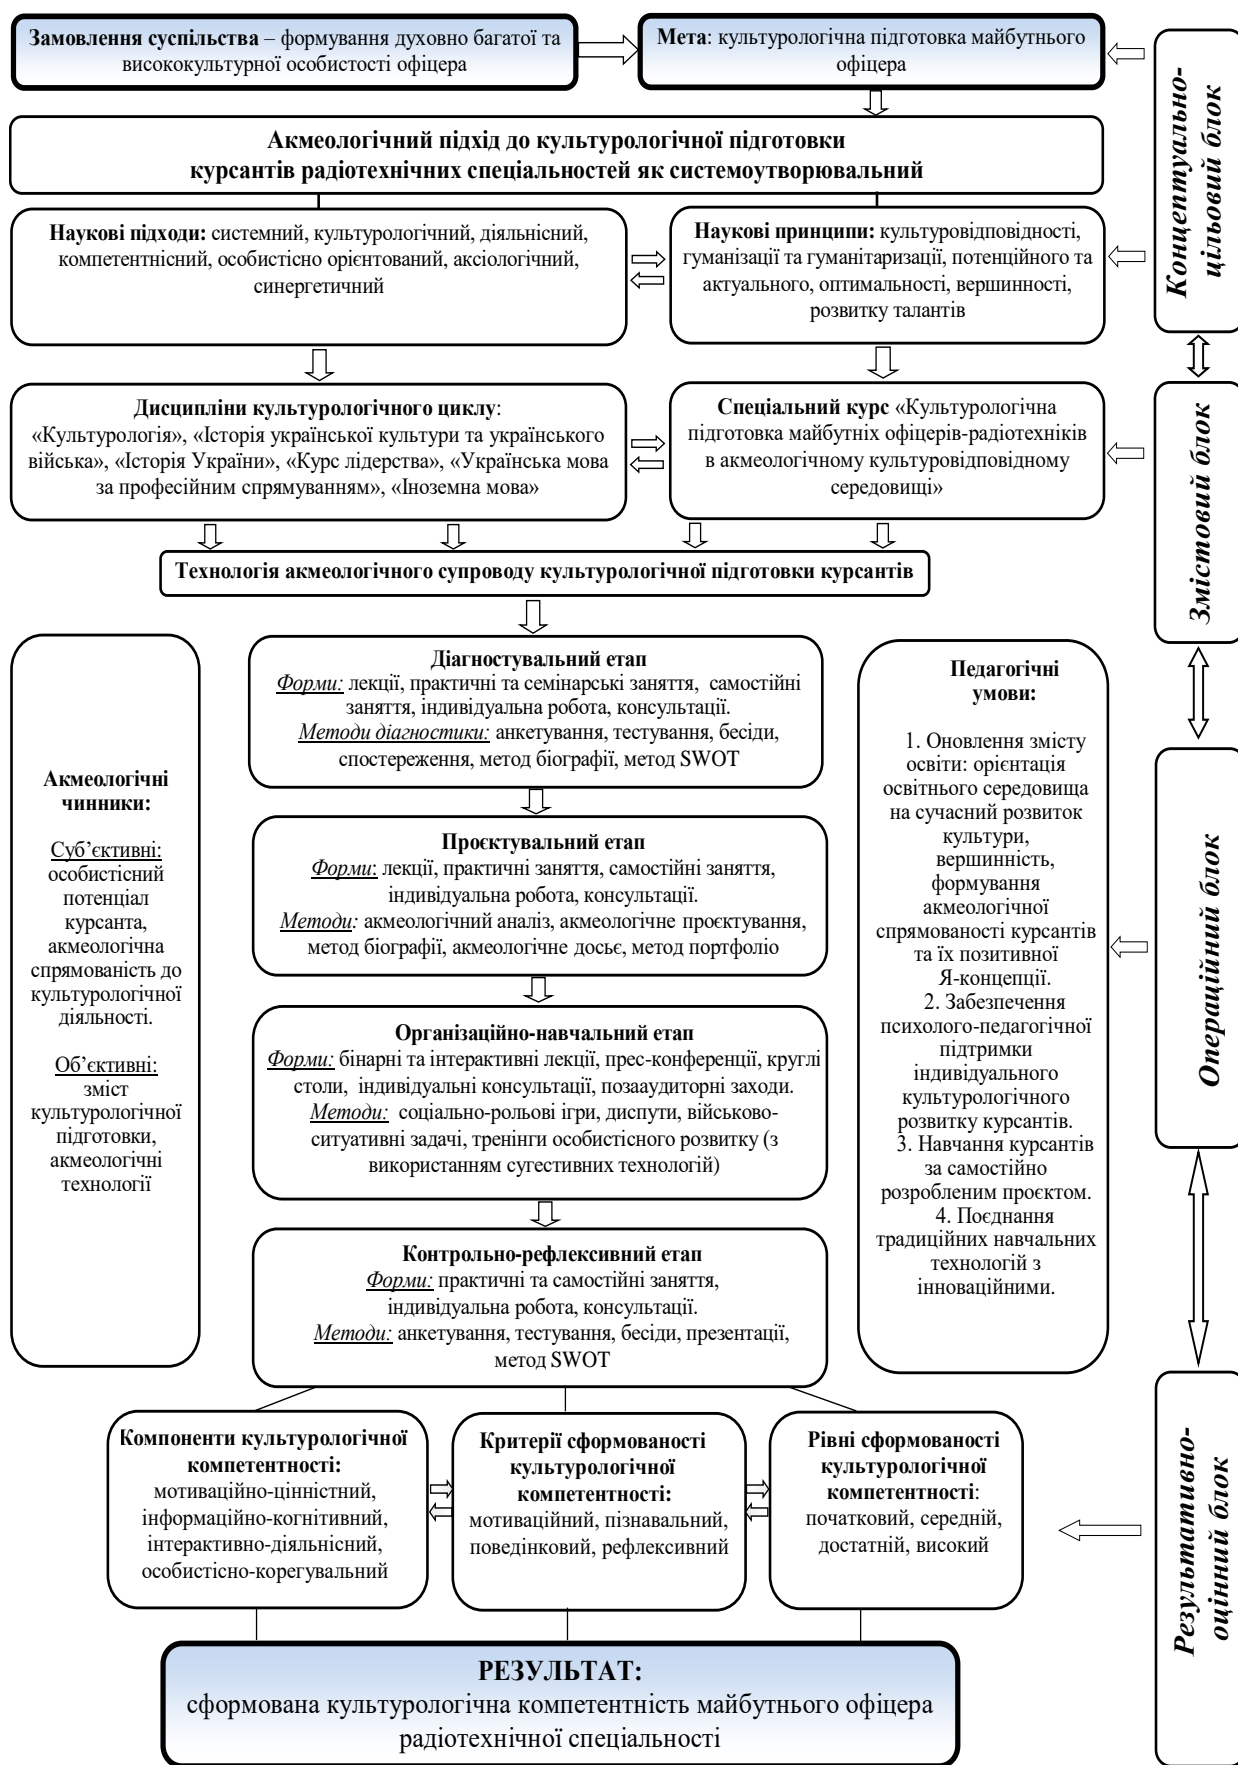 Замовлення суспільства – формування духовно багатої та
висококультурної особистості офіцера
Мета: культурологічна підготовка майбутнього
офіцера
Концептуально-
цільовий блок
Акмеологічний підхід до культурологічної підготовки
курсантів радіотехнічних спеціальностей як системоутворювальний
Наукові підходи: системний, культурологічний, діяльнісний,
компетентнісний, особистісно орієнтований, аксіологічний,
синергетичний
Наукові принципи: культуровідповідності,
гуманізації та гуманітаризації, потенційного та
актуального, оптимальності, вершинності,
розвитку талантів
Дисципліни культурологічного циклу:
«Культурологія», «Історія української культури та українського
війська», «Історія України», «Курс лідерства», «Українська мова
за професійним спрямуванням», «Іноземна мова»
Спеціальний курс «Культурологічна
підготовка майбутніх офіцерів-радіотехніків
в акмеологічному культуровідповідному
середовищі»
Змістовий блок
Технологія акмеологічного супроводу культурологічної підготовки курсантів
Акмеологічні
чинники:
Суб’єктивні:
особистісний
потенціал
курсанта,
акмеологічна
спрямованість до
культурологічної
діяльності.
Об’єктивні:
зміст
культурологічної
підготовки,
акмеологічні
технології
Діагностувальний етап
Форми: лекції, практичні та семінарські заняття, самостійні
заняття, індивідуальна робота, консультації.
Методи діагностики: анкетування, тестування, бесіди,
спостереження, метод біографії, метод SWOT
Проєктувальний етап
Форми: лекції, практичні заняття, самостійні заняття,
індивідуальна робота, консультації.
Методи: акмеологічний аналіз, акмеологічне проєктування,
метод біографії, акмеологічне досьє, метод портфоліо
Організаційно-навчальний етап
Форми: бінарні та інтерактивні лекції, прес-конференції, круглі
столи, індивідуальні консультації, позааудиторні заходи.
Методи: соціально-рольові ігри, диспути, військово-
ситуативні задачі, тренінги особистісного розвитку (з
використанням сугестивних технологій)
Контрольно-рефлексивний етап
Форми: практичні та самостійні заняття,
індивідуальна робота, консультації.
Методи: анкетування, тестування, бесіди, презентації,
метод SWOT
Педагогічні
умови:
1. Оновлення змісту
освіти: орієнтація
освітнього середовища
на сучасний розвиток
культури,
вершинність,
формування
акмеологічної
спрямованості курсантів
та їх позитивної
Я-концепції.
2. Забезпечення
психолого-педагогічної
підтримки
індивідуального
культурологічного
розвитку курсантів.
3. Навчання курсантів
за самостійно
розробленим проєктом.
4. Поєднання
традиційних навчальних
технологій з
інноваційними.
Операційний блок
Компоненти культурологічної
компетентності:
мотиваційно-цінністний,
інформаційно-когнітивний,
інтерактивно-діяльнісний,
особистісно-корегувальний
Критерії сформованості
культурологічної
компетентності:
мотиваційний, пізнавальний,
поведінковий, рефлексивний
Рівні сформованості
культурологічної
компетентності:
початковий, середній,
достатній, високий
Результативно-
оцінний блок
РЕЗУЛЬТАТ:
сформована культурологічна компетентність майбутнього офіцера
радіотехнічної спеціальності